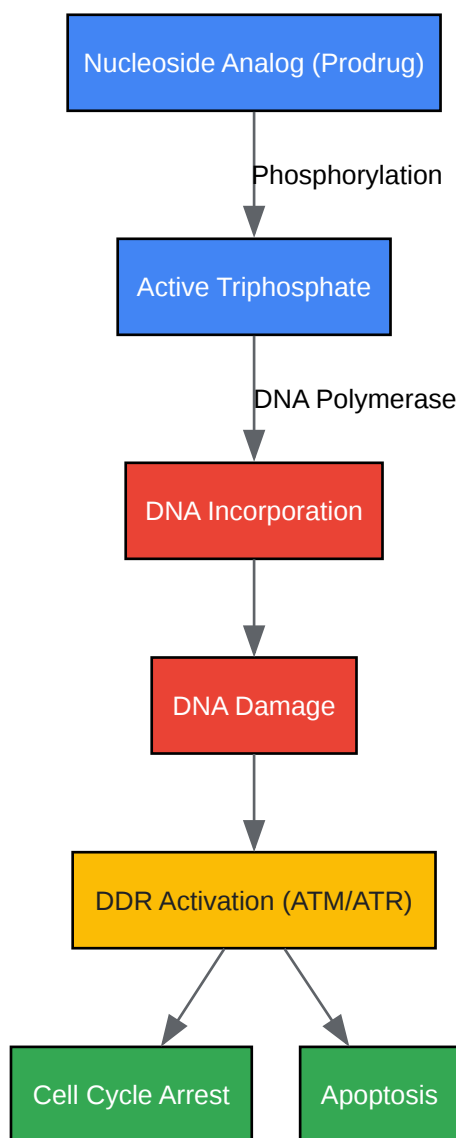 Nucleoside Analog (Prodrug)
Phosphorylation
Active Triphosphate
DNA Polymerase
DNA Incorporation
DNA Damage
DDR Activation (ATM/ATR)
Cell Cycle Arrest
Apoptosis